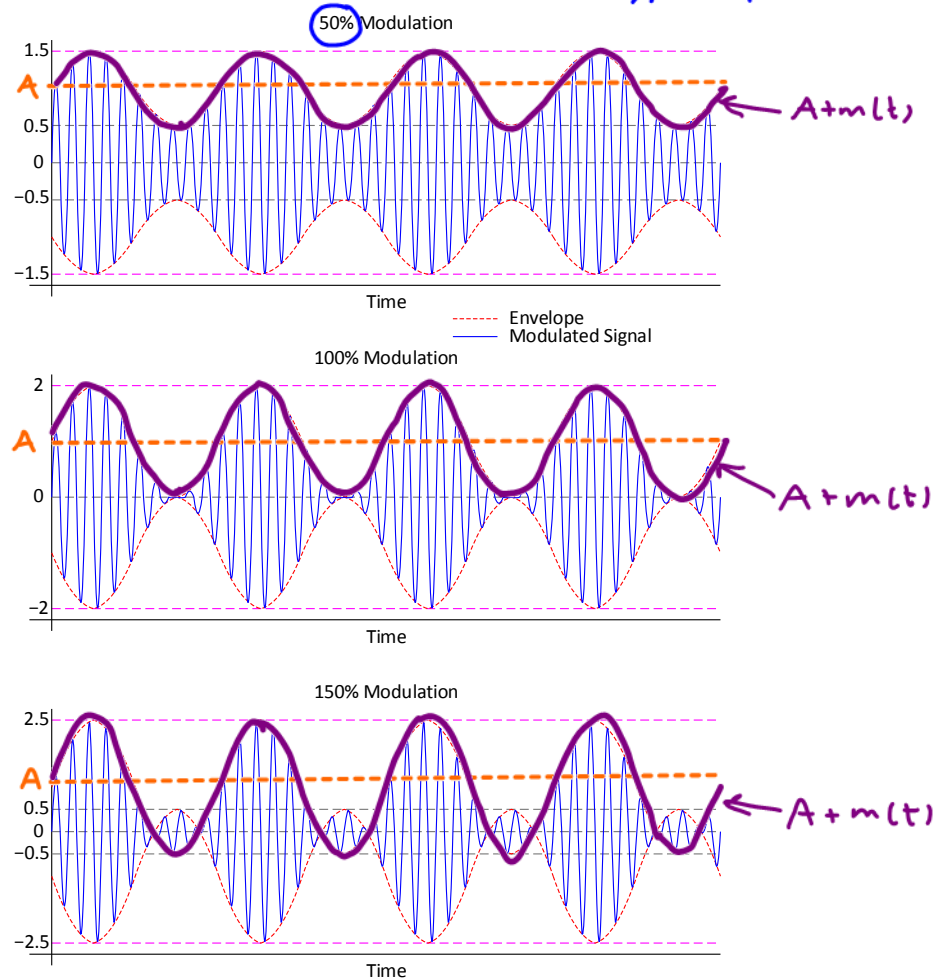 50% Modulation
1.5
A
A+m(t)
0.5
0
−0.5
−1.5
Time
Envelope
Modulated Signal
100% Modulation
2
A
0
A+m(t)
−2
Time
150% Modulation
2.5
A
0.5
A+m(t)
0
−0.5
−2.5
Time